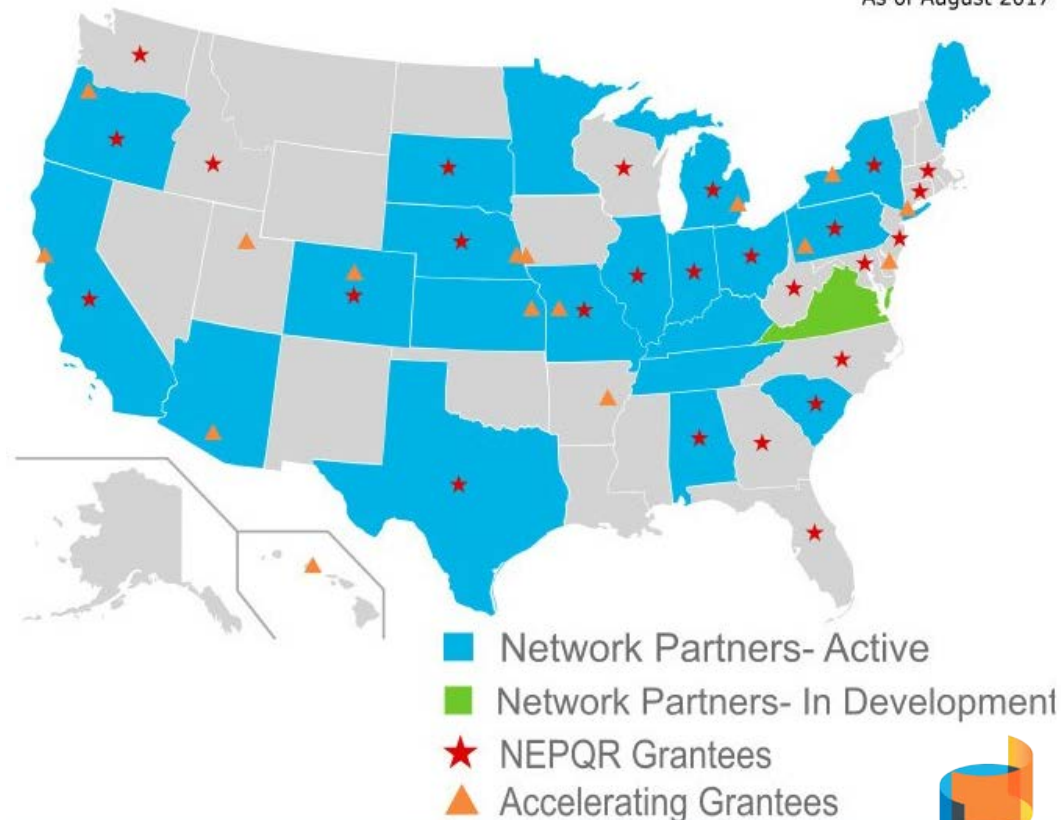 As of August 2017
Network Partners- Active
Network Partners- In Development
NEPQR Grantees
Accelerating Grantees